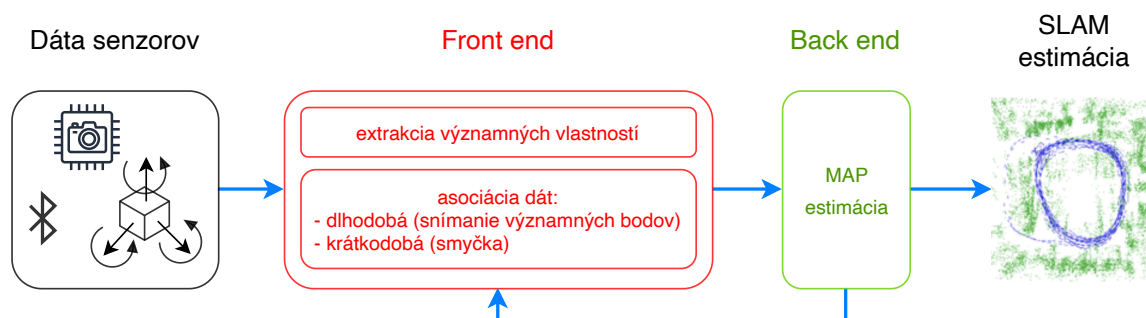 Dáta senzorov
Front end
Back end
SLAM
estimácia
extrakcia významných vlastností
asociácia dát:
- dlhodobá (snímanie významných bodov)
- krátkodobá (smyčka)
MAP
estimácia